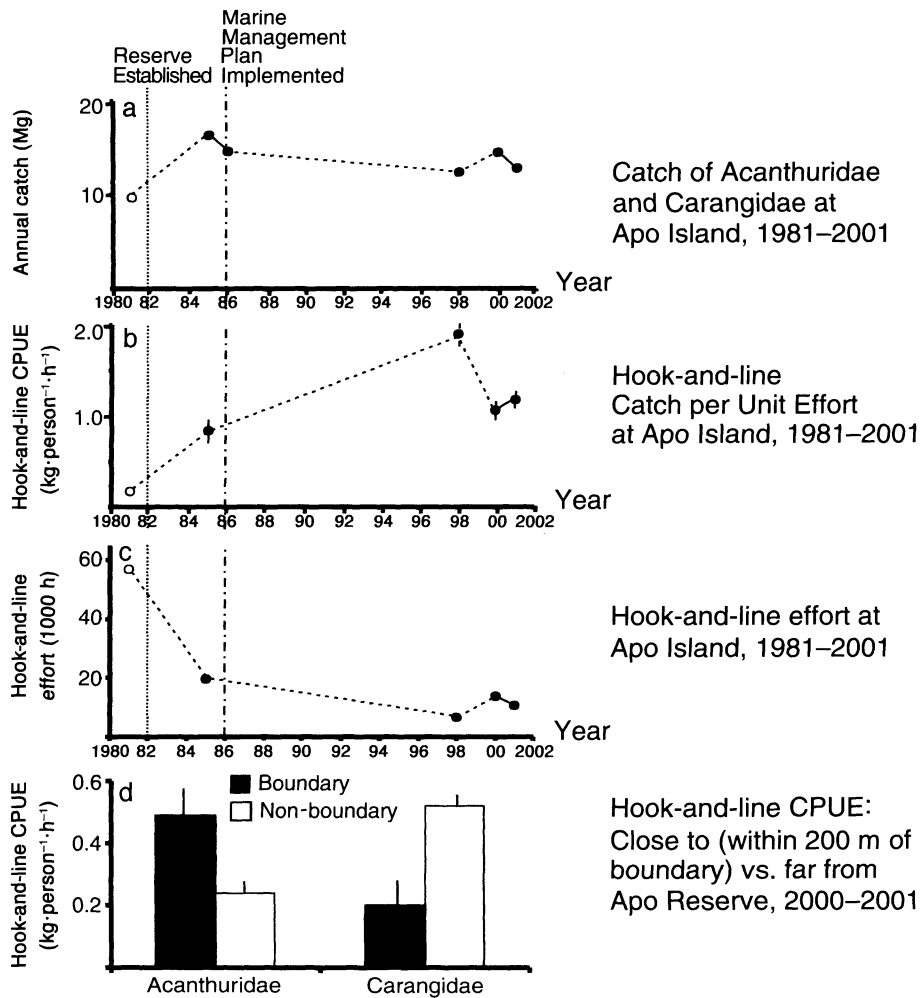 Reserve
Established
Marine
Management
Plan
Implemented
a
Annual catch (Mg)
20
10
1980 82 84 86 88 90 92 94 96 98 00 2002
Year
Catch of Acanthuridae
and Carangidae at
Apo Island, 1981–2001
b
Hook-and-line CPUE
(kg·person⁻¹·h⁻¹)
2.0
1.0
1980 82 84 86 88 90 92 94 96 98 00 2002
Year
Hook-and-line
Catch per Unit Effort
at Apo Island, 1981–2001
c
Hook-and-line
effort (1000 h)
60
40
20
1980 82 84 86 88 90 92 94 96 98 00 2002
Year
Hook-and-line effort at
Apo Island, 1981–2001
d
Hook-and-line CPUE
(kg·person⁻¹·h⁻¹)
0.6
0.4
0.2
Boundary
Non-boundary
Acanthuridae Carangidae
Hook-and-line CPUE:
Close to (within 200 m of
boundary) vs. far from
Apo Reserve, 2000–2001